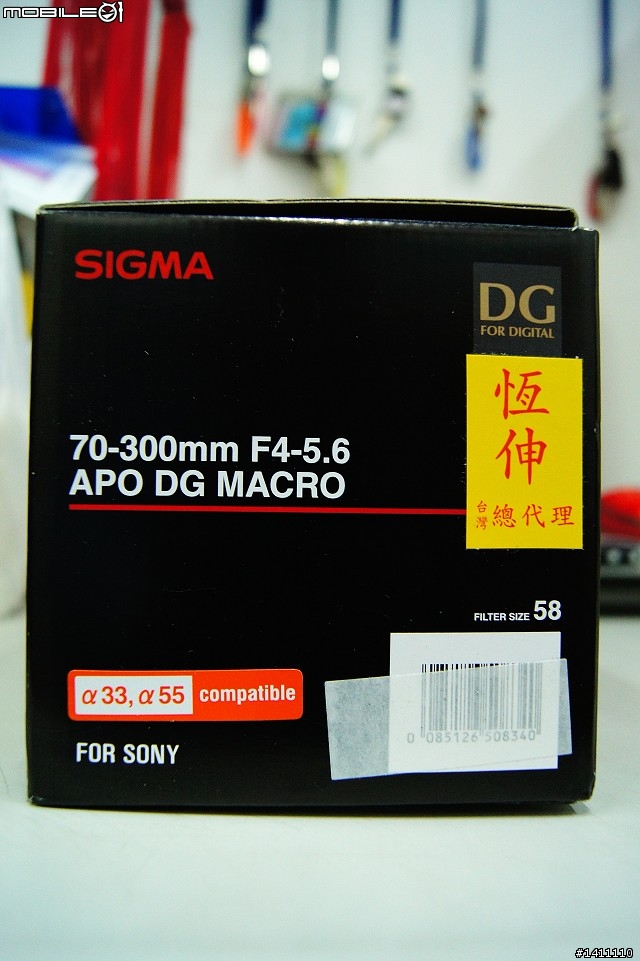 MOBILE01
SIGMA
DG
FOR DIGITAL
恆
伸
台灣 總代理
70-300mm F4-5.6
APO DG MACRO
FILTER SIZE 58
α33, α55 compatible
0 085126 508340
FOR SONY
#1411110